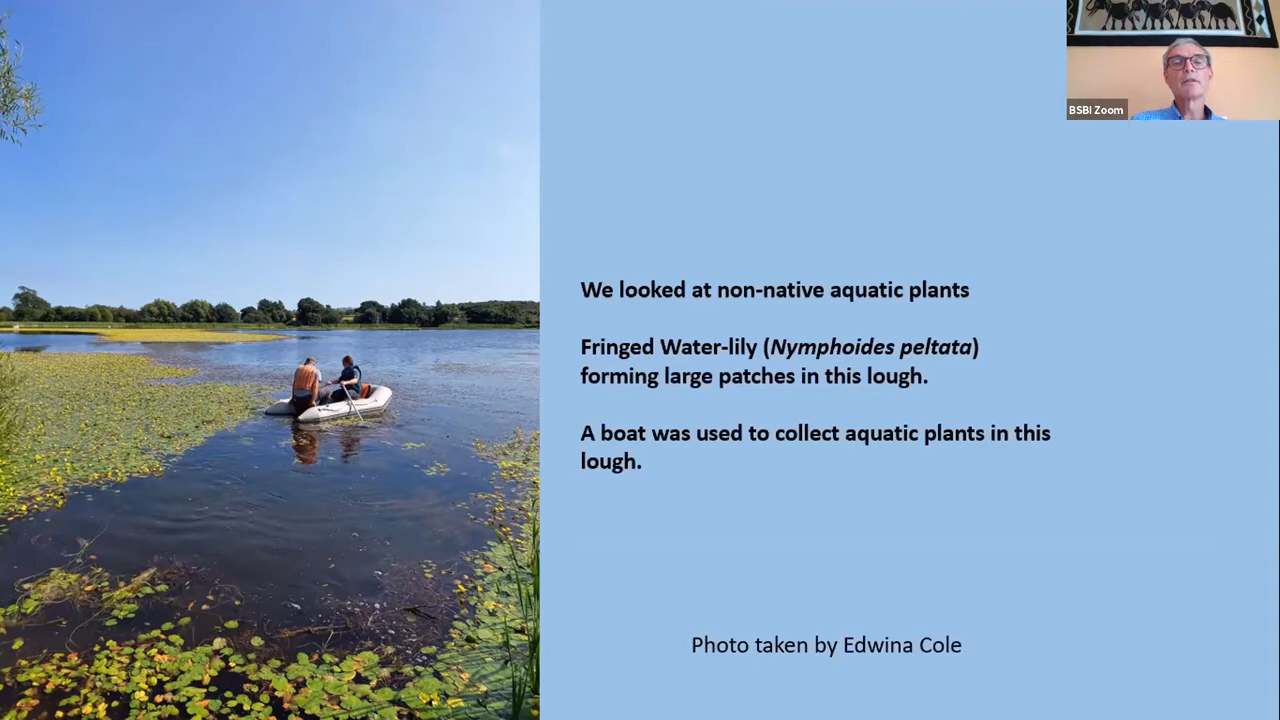 BSBI Zoom
We looked at non-native aquatic plants
Fringed Water-lily (Nymphoides peltata)
forming large patches in this lough.
A boat was used to collect aquatic plants in this
lough.
Photo taken by Edwina Cole